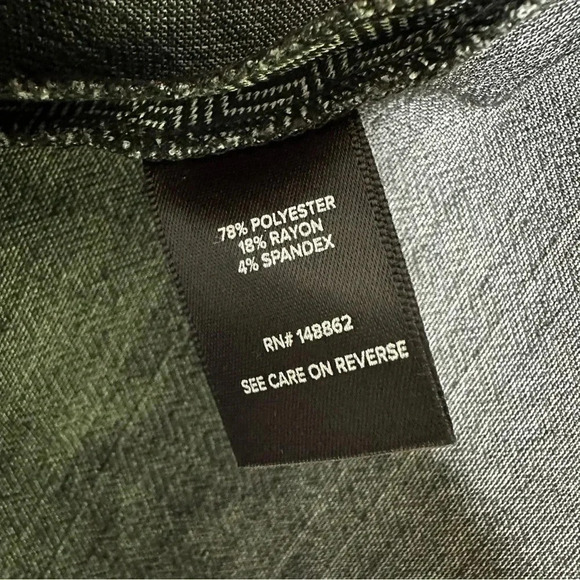 78% POLYESTER
18% RAYON
4% SPANDEX
RN# 148862
SEE CARE ON REVERSE